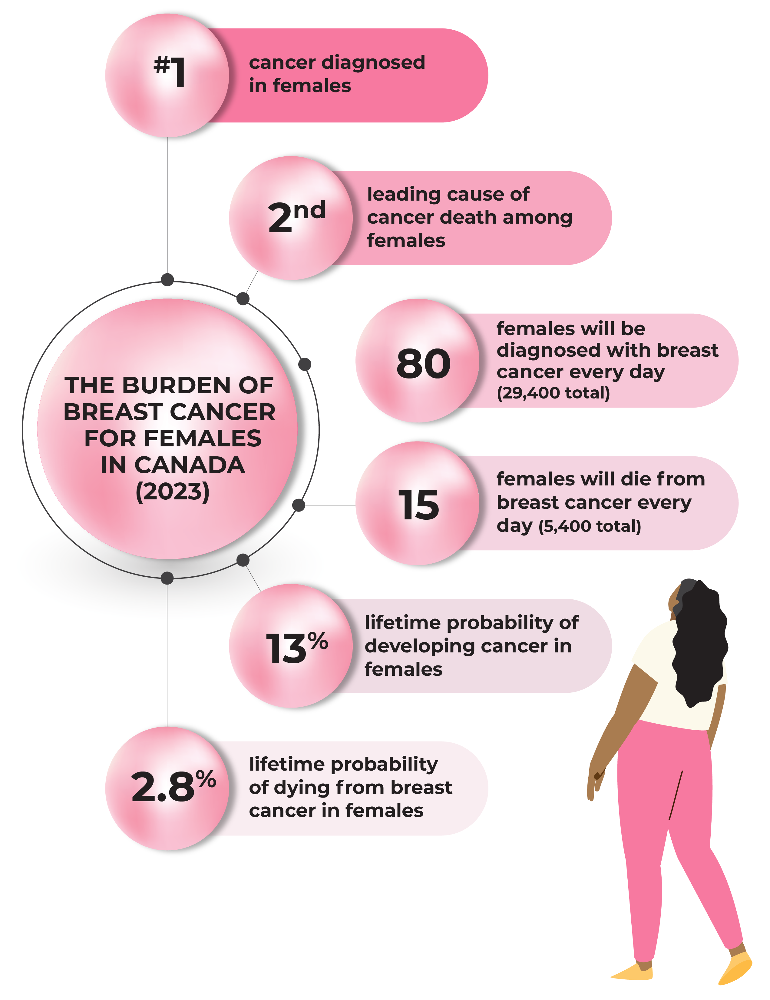 #1
cancer diagnosed
in females
2nd
leading cause of
cancer death among
females
80
females will be
diagnosed with breast
cancer every day
(29,400 total)
THE BURDEN OF
BREAST CANCER
FOR FEMALES
IN CANADA
(2023)
15
females will die from
breast cancer every
day (5,400 total)
13%
lifetime probability of
developing cancer in
females
2.8%
lifetime probability
of dying from breast
cancer in females